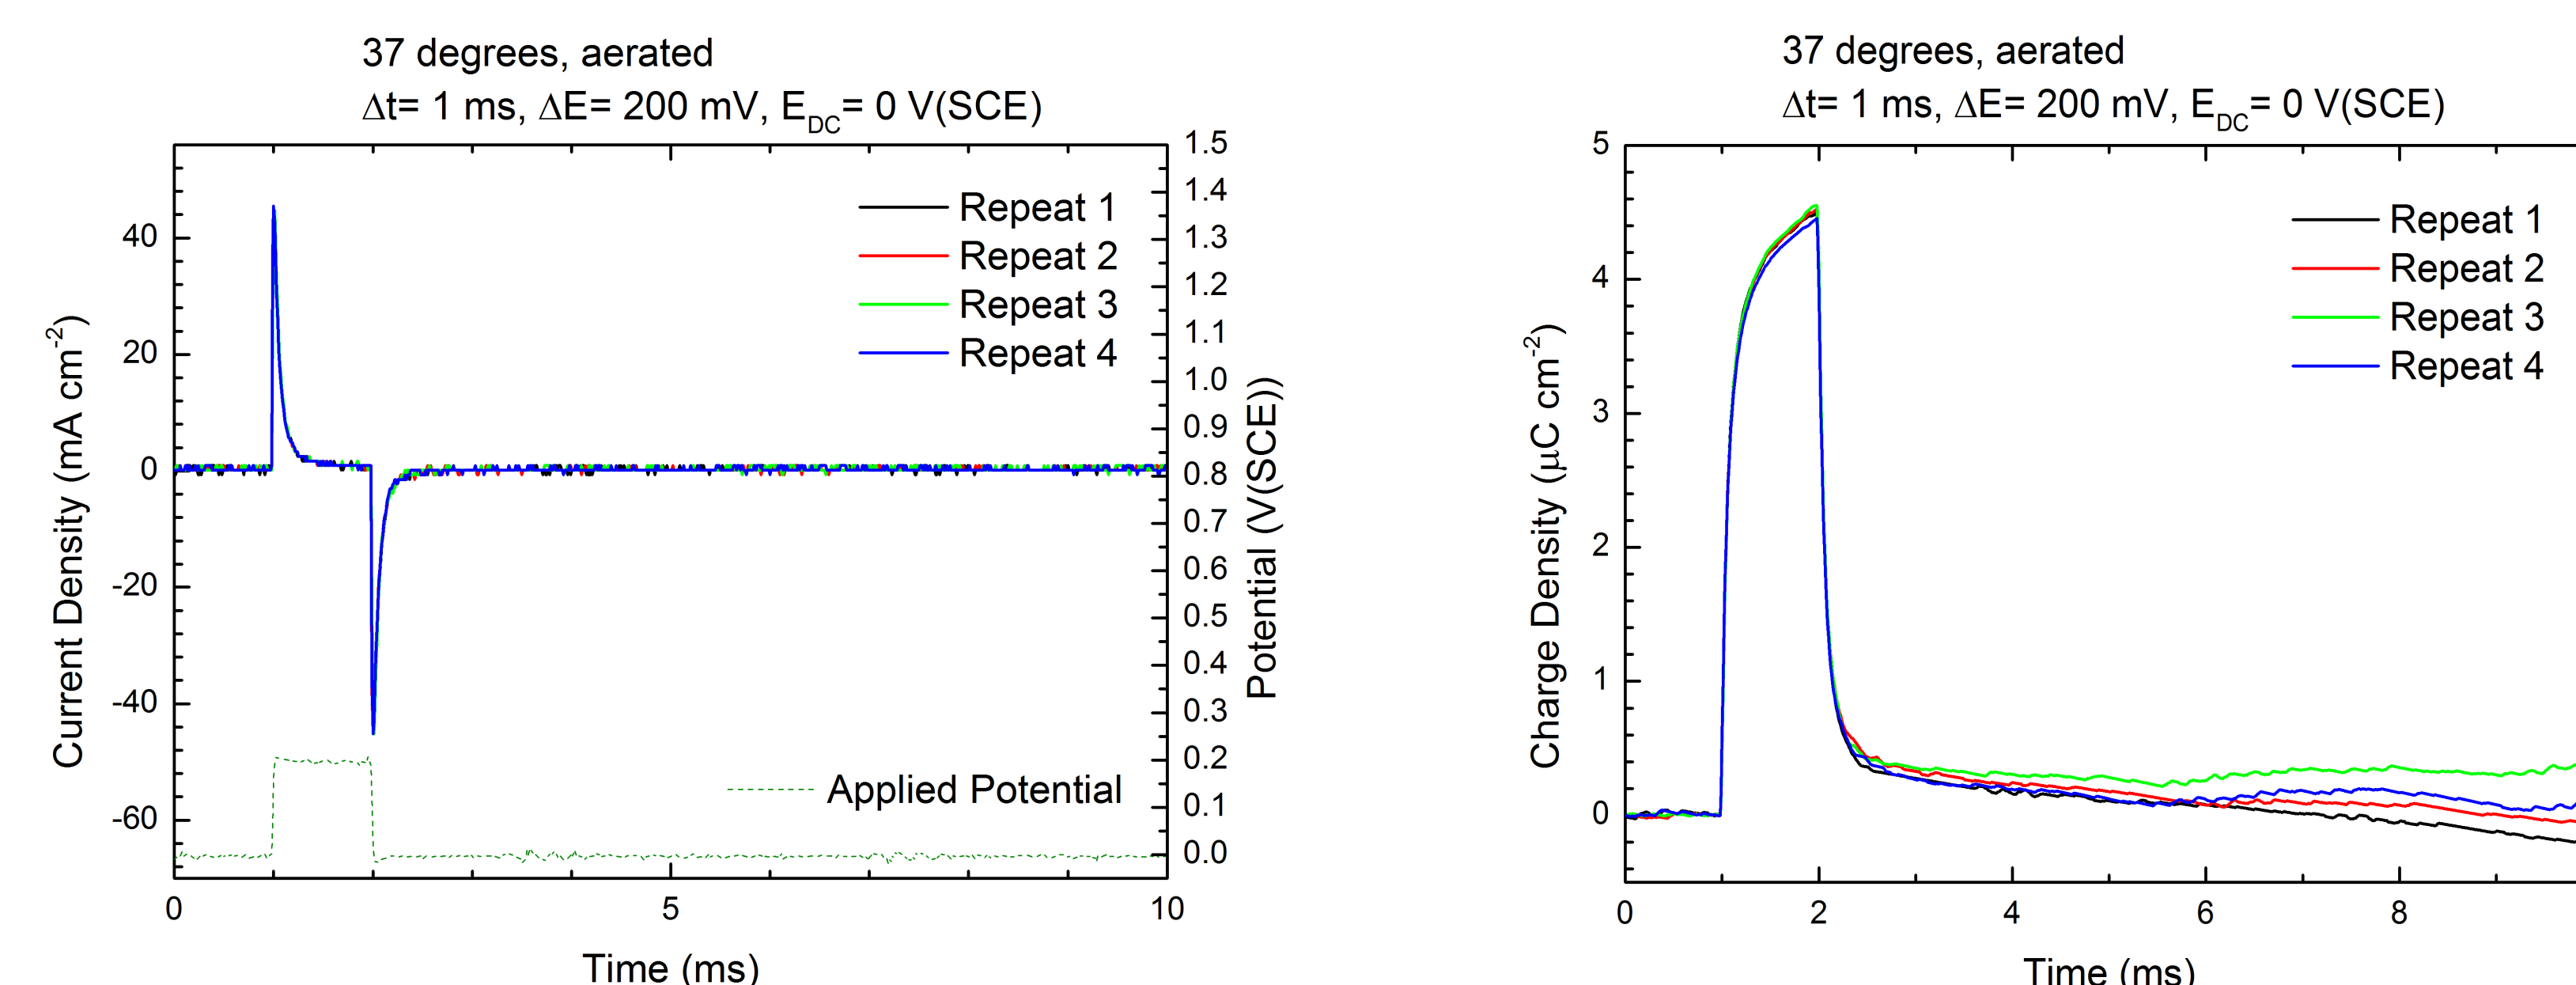 37 degrees, aerated
Δt= 1 ms, ΔE= 200 mV, E_DC= 0 V(SCE)
Current Density (mA cm⁻²)
40
20
0
-20
-40
-60
Repeat 1
Repeat 2
Repeat 3
Repeat 4
Applied Potential
1.5
1.4
1.3
1.2
1.1
1.0
0.9
0.8
0.7
0.6
0.5
0.4
0.3
0.2
0.1
0.0
Potential (V(SCE))
0 5 10
Time (ms)
37 degrees, aerated
Δt= 1 ms, ΔE= 200 mV, E_DC= 0 V(SCE)
Charge Density (μC cm⁻²)
5
4
3
2
1
0
Repeat 1
Repeat 2
Repeat 3
Repeat 4
0 2 4 6 8
Time (ms)